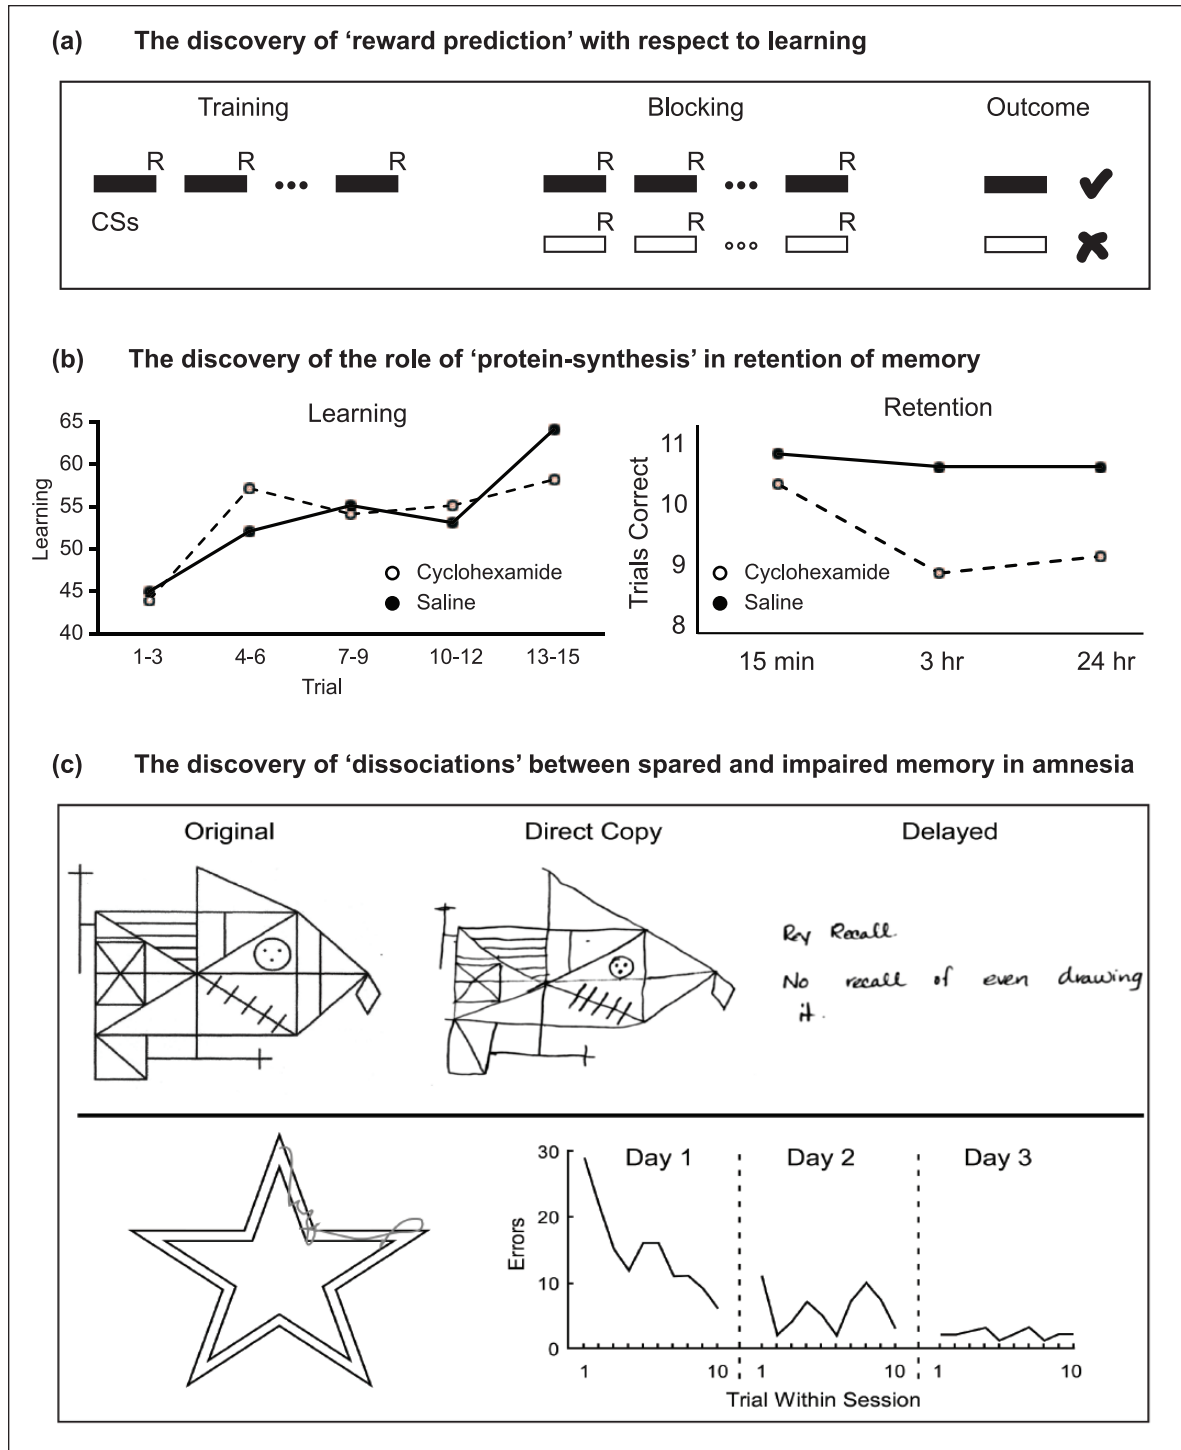 (a) The discovery of ‘reward prediction’ with respect to learning
Training Blocking Outcome
R R R R R R
CSs R R R
(b) The discovery of the role of ‘protein-synthesis’ in retention of memory
Learning Retention
65
60
55
50
45
40
Learning
Cyclohexamide
Saline
1-3 4-6 7-9 10-12 13-15
Trial
11
10
9
8
Trials Correct
Cyclohexamide
Saline
15 min 3 hr 24 hr
(c) The discovery of ‘dissociations’ between spared and impaired memory in amnesia
Original Direct Copy Delayed
Rey Recall.
No recall of even drawing
it.
30
20
10
0
Errors
Day 1 Day 2 Day 3
1 10 1 10 1 10
Trial Within Session